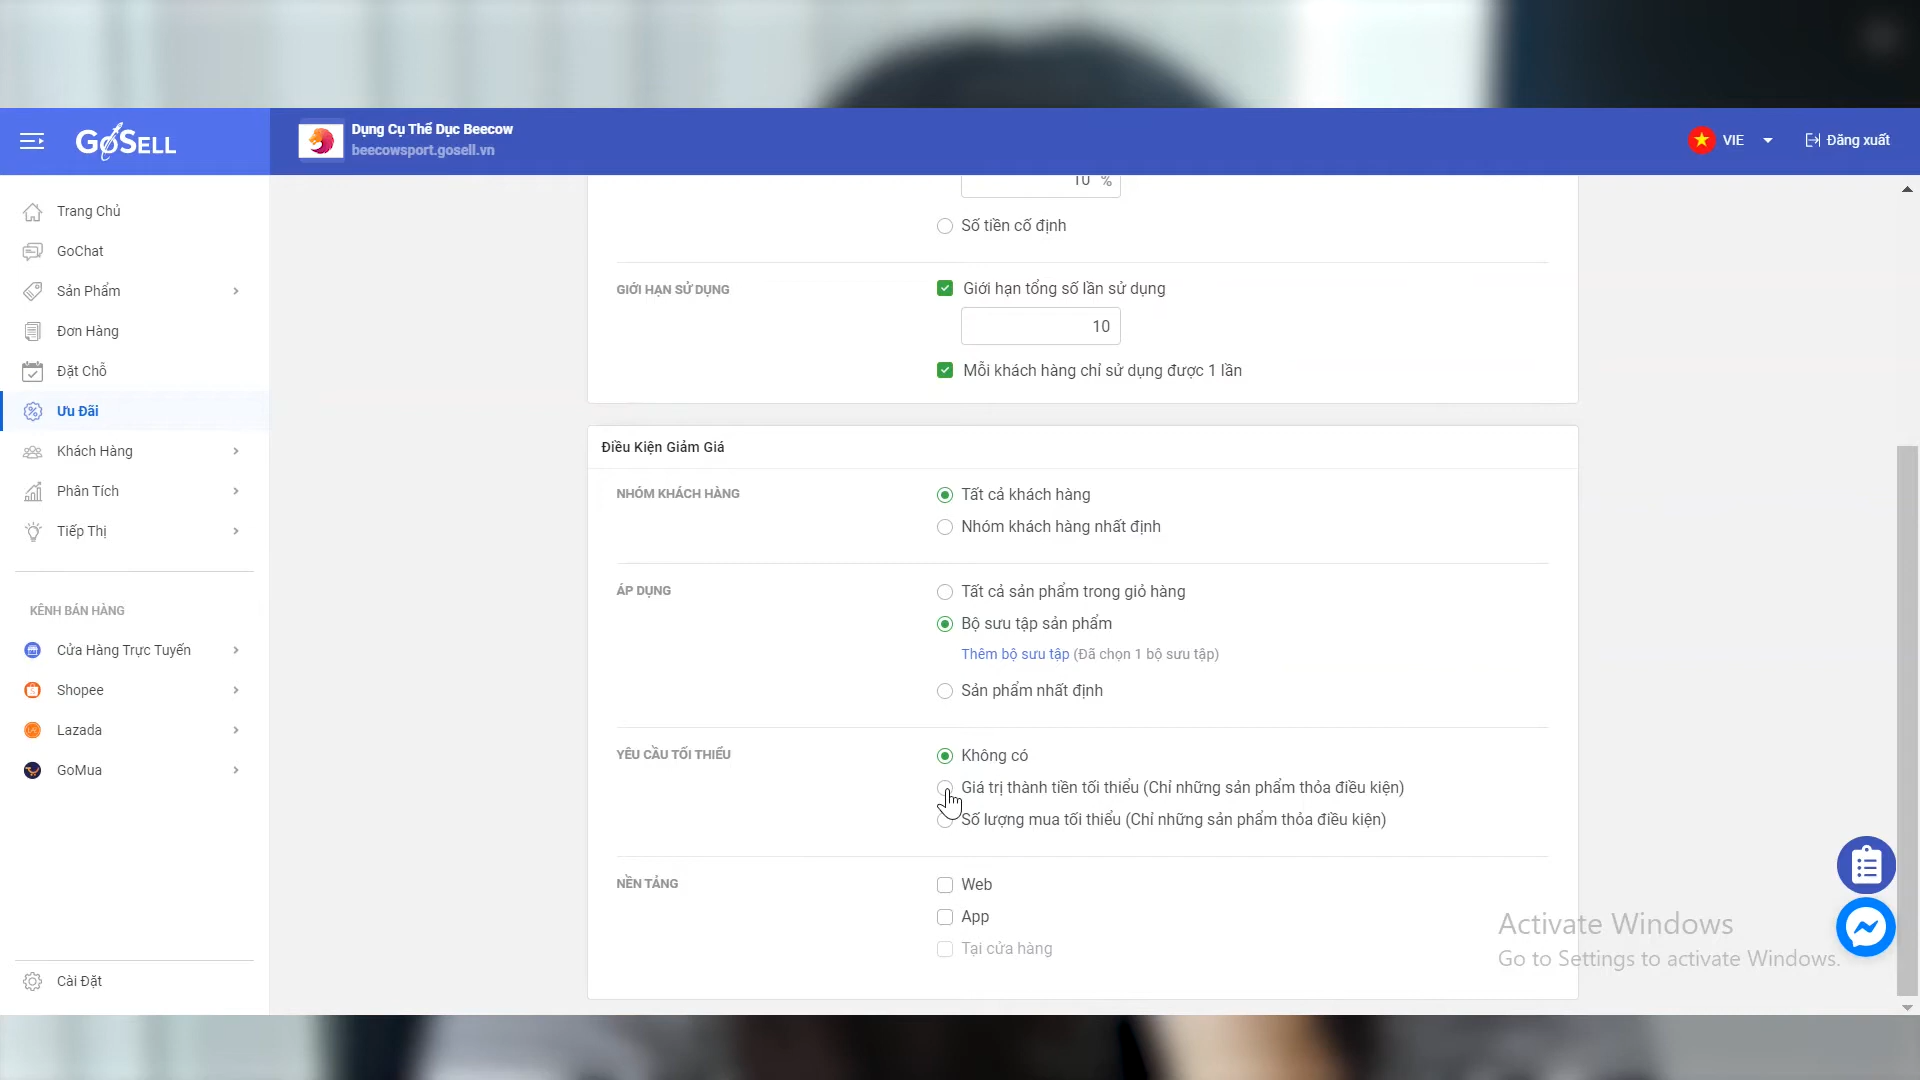 GoSELL
Dụng Cụ Thể Dục Beecow
beecowsport.gosell.vn
VIE
Đăng xuất
Trang Chủ
GoChat
Sản Phẩm
Đơn Hàng
Đặt Chỗ
Ưu Đãi
Khách Hàng
Phân Tích
Tiếp Thị
KÊNH BÁN HÀNG
Cửa Hàng Trực Tuyến
Shopee
Lazada
GoMua
Cài Đặt
10 %
Số tiền cố định
GIỚI HẠN SỬ DỤNG
Giới hạn tổng số lần sử dụng
10
Mỗi khách hàng chỉ sử dụng được 1 lần
Điều Kiện Giảm Giá
NHÓM KHÁCH HÀNG
Tất cả khách hàng
Nhóm khách hàng nhất định
ÁP DỤNG
Tất cả sản phẩm trong giỏ hàng
Bộ sưu tập sản phẩm
Thêm bộ sưu tập (Đã chọn 1 bộ sưu tập)
Sản phẩm nhất định
YÊU CẦU TỐI THIỂU
Không có
Giá trị thành tiền tối thiểu (Chỉ những sản phẩm thỏa điều kiện)
Số lượng mua tối thiểu (Chỉ những sản phẩm thỏa điều kiện)
NỀN TẢNG
Web
App
Tại cửa hàng
Activate Windows
Go to Settings to activate Windows.